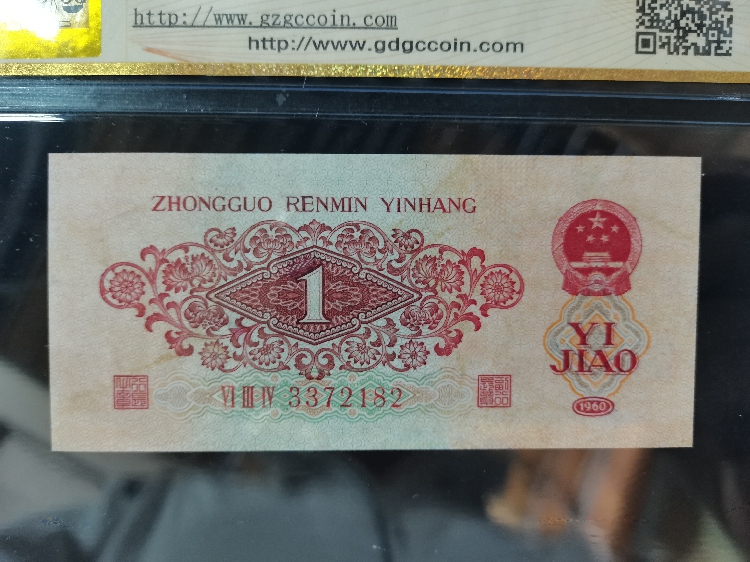 http://www.gzgccoin.com
http://www.gdgccoin.com
ZHONGGUO RENMIN YINHANG
1
YI
JIAO
VI III IV 3372182
1960